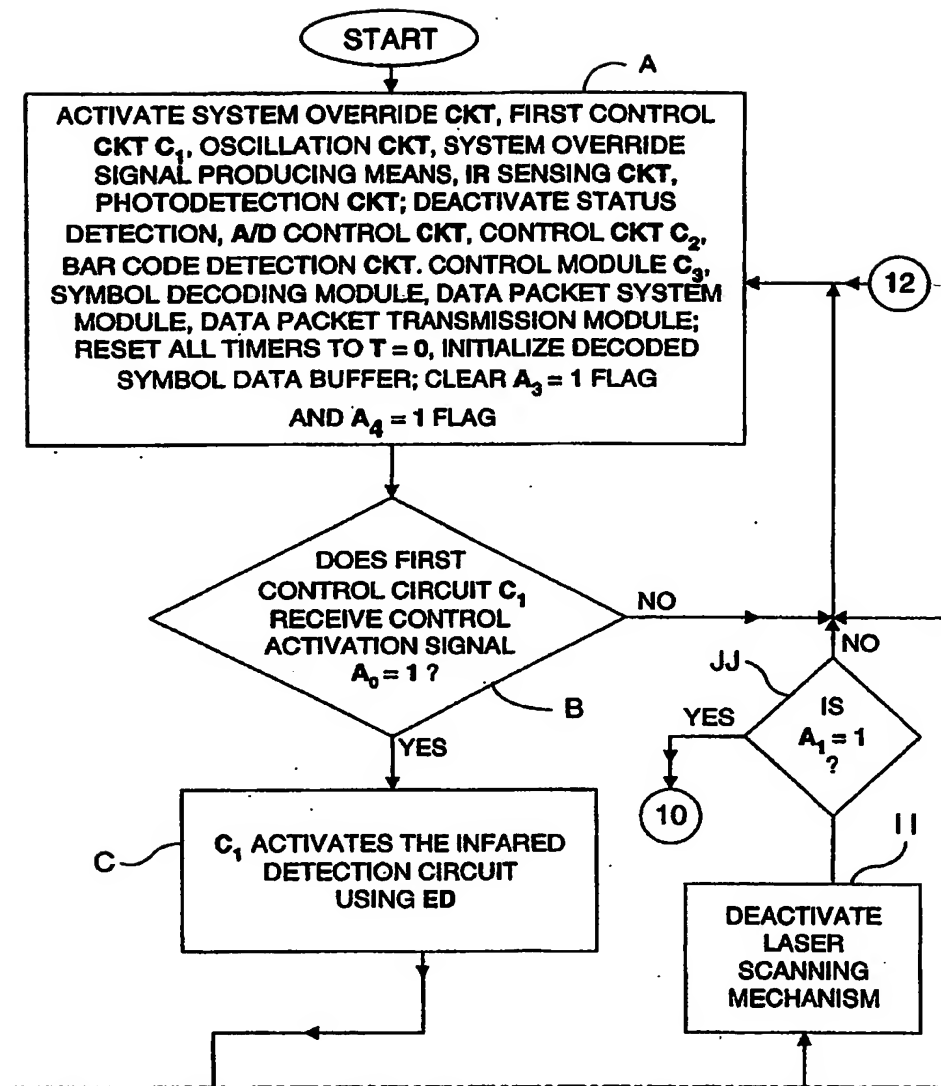 START
A
ACTIVATE SYSTEM OVERRIDE CKT, FIRST CONTROL
CKT C₁, OSCILLATION CKT, SYSTEM OVERRIDE
SIGNAL PRODUCING MEANS, IR SENSING CKT,
PHOTODETECTION CKT; DEACTIVATE STATUS
DETECTION, A/D CONTROL CKT, CONTROL CKT C₂,
BAR CODE DETECTION CKT. CONTROL MODULE C₃,
SYMBOL DECODING MODULE, DATA PACKET SYSTEM
MODULE, DATA PACKET TRANSMISSION MODULE;
RESET ALL TIMERS TO T = 0, INITIALIZE DECODED
SYMBOL DATA BUFFER; CLEAR A₃ = 1 FLAG
AND A₄ = 1 FLAG
12
DOES FIRST
CONTROL CIRCUIT C₁
RECEIVE CONTROL
ACTIVATION SIGNAL
A₀ = 1 ?
B
NO
YES
NO
JJ
IS
A₁ = 1
?
YES
10
C
C₁ ACTIVATES THE INFARED
DETECTION CIRCUIT
USING ED
II
DEACTIVATE
LASER
SCANNING
MECHANISM